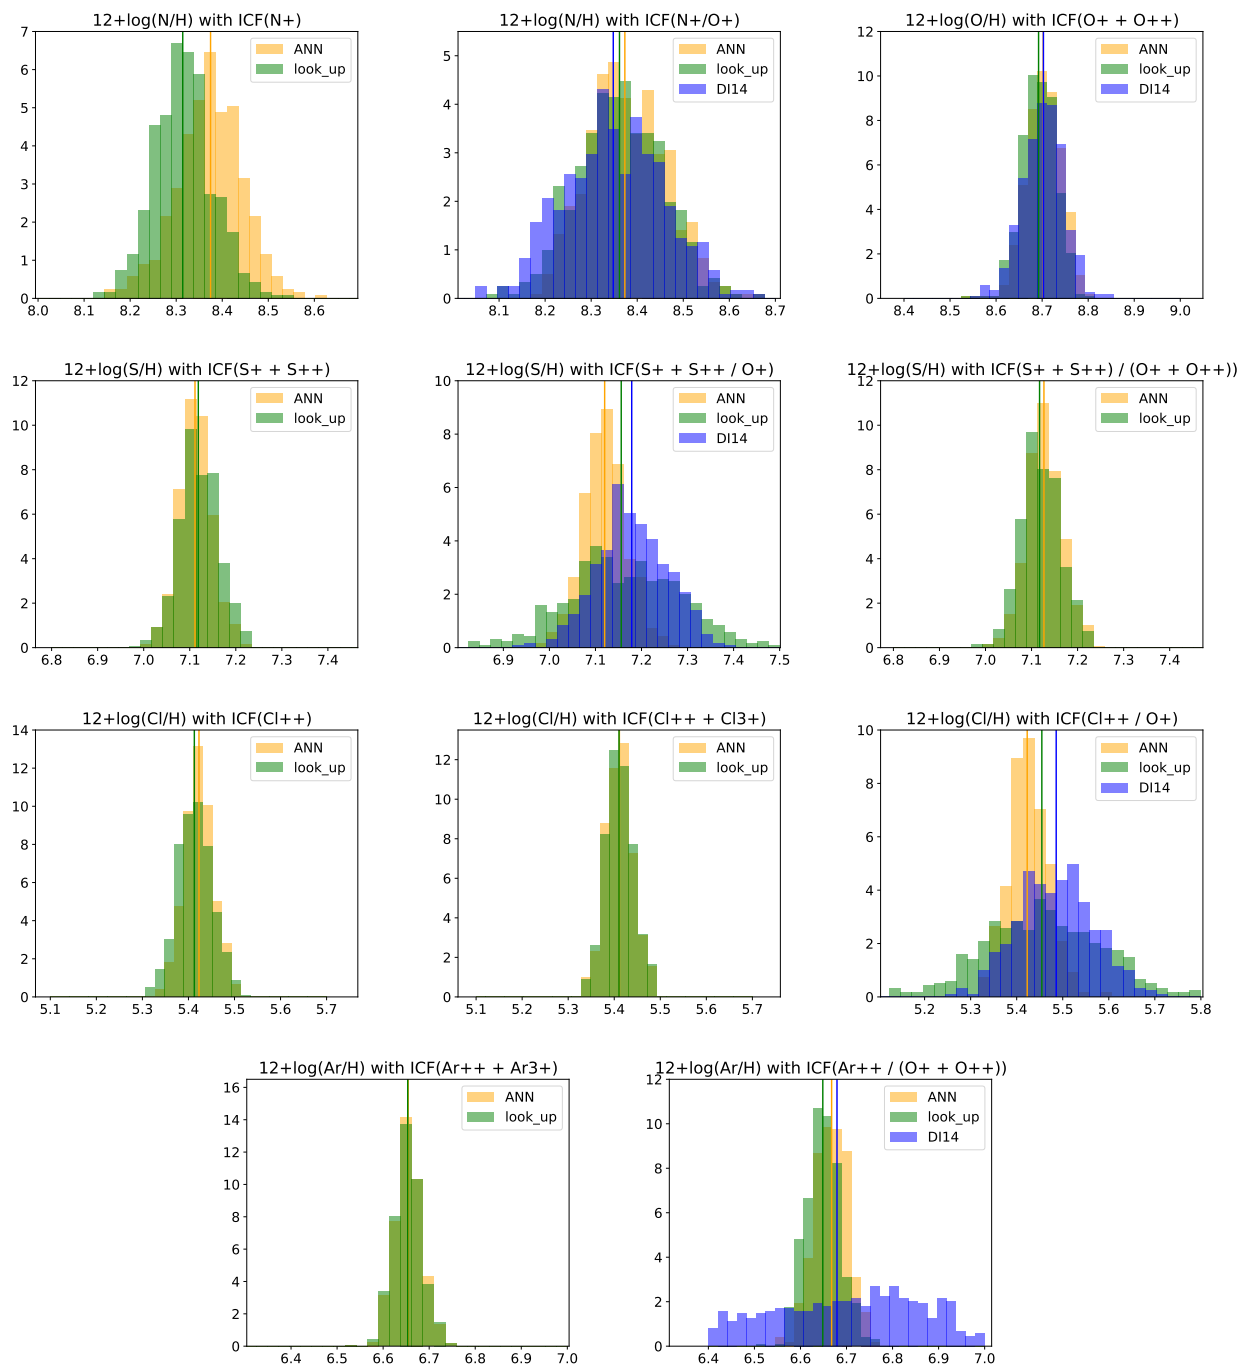 12+log(N/H) with ICF(N+)
7
6
5
4
3
2
1
0
8.0 8.1 8.2 8.3 8.4 8.5 8.6
ANN
look_up
12+log(N/H) with ICF(N+/O+)
5
4
3
2
1
0
8.1 8.2 8.3 8.4 8.5 8.6 8.7
ANN
look_up
DI14
12+log(O/H) with ICF(O+ + O++)
12
10
8
6
4
2
0
8.4 8.5 8.6 8.7 8.8 8.9 9.0
ANN
look_up
DI14
12+log(S/H) with ICF(S+ + S++)
12
10
8
6
4
2
0
6.8 6.9 7.0 7.1 7.2 7.3 7.4
ANN
look_up
12+log(S/H) with ICF(S+ + S++ / O+)
10
8
6
4
2
0
6.9 7.0 7.1 7.2 7.3 7.4 7.5
ANN
look_up
DI14
12+log(S/H) with ICF(S+ + S++) / (O+ + O++))
12
10
8
6
4
2
0
6.8 6.9 7.0 7.1 7.2 7.3 7.4
ANN
look_up
12+log(Cl/H) with ICF(Cl++)
14
12
10
8
6
4
2
0
5.1 5.2 5.3 5.4 5.5 5.6 5.7
ANN
look_up
12+log(Cl/H) with ICF(Cl++ + Cl3+)
12
10
8
6
4
2
0
5.1 5.2 5.3 5.4 5.5 5.6 5.7
ANN
look_up
12+log(Cl/H) with ICF(Cl++ / O+)
10
8
6
4
2
0
5.2 5.3 5.4 5.5 5.6 5.7 5.8
ANN
look_up
DI14
12+log(Ar/H) with ICF(Ar++ + Ar3+)
16
14
12
10
8
6
4
2
0
6.4 6.5 6.6 6.7 6.8 6.9 7.0
ANN
look_up
12+log(Ar/H) with ICF(Ar++ / (O+ + O++))
12
10
8
6
4
2
0
6.4 6.5 6.6 6.7 6.8 6.9 7.0
ANN
look_up
DI14